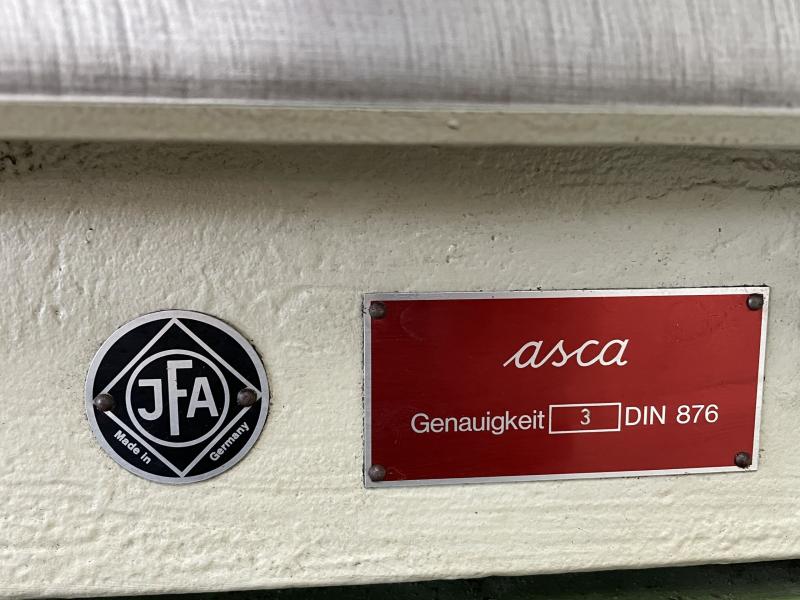 JFA
Made in Germany
asca
Genauigkeit 3 DIN 876